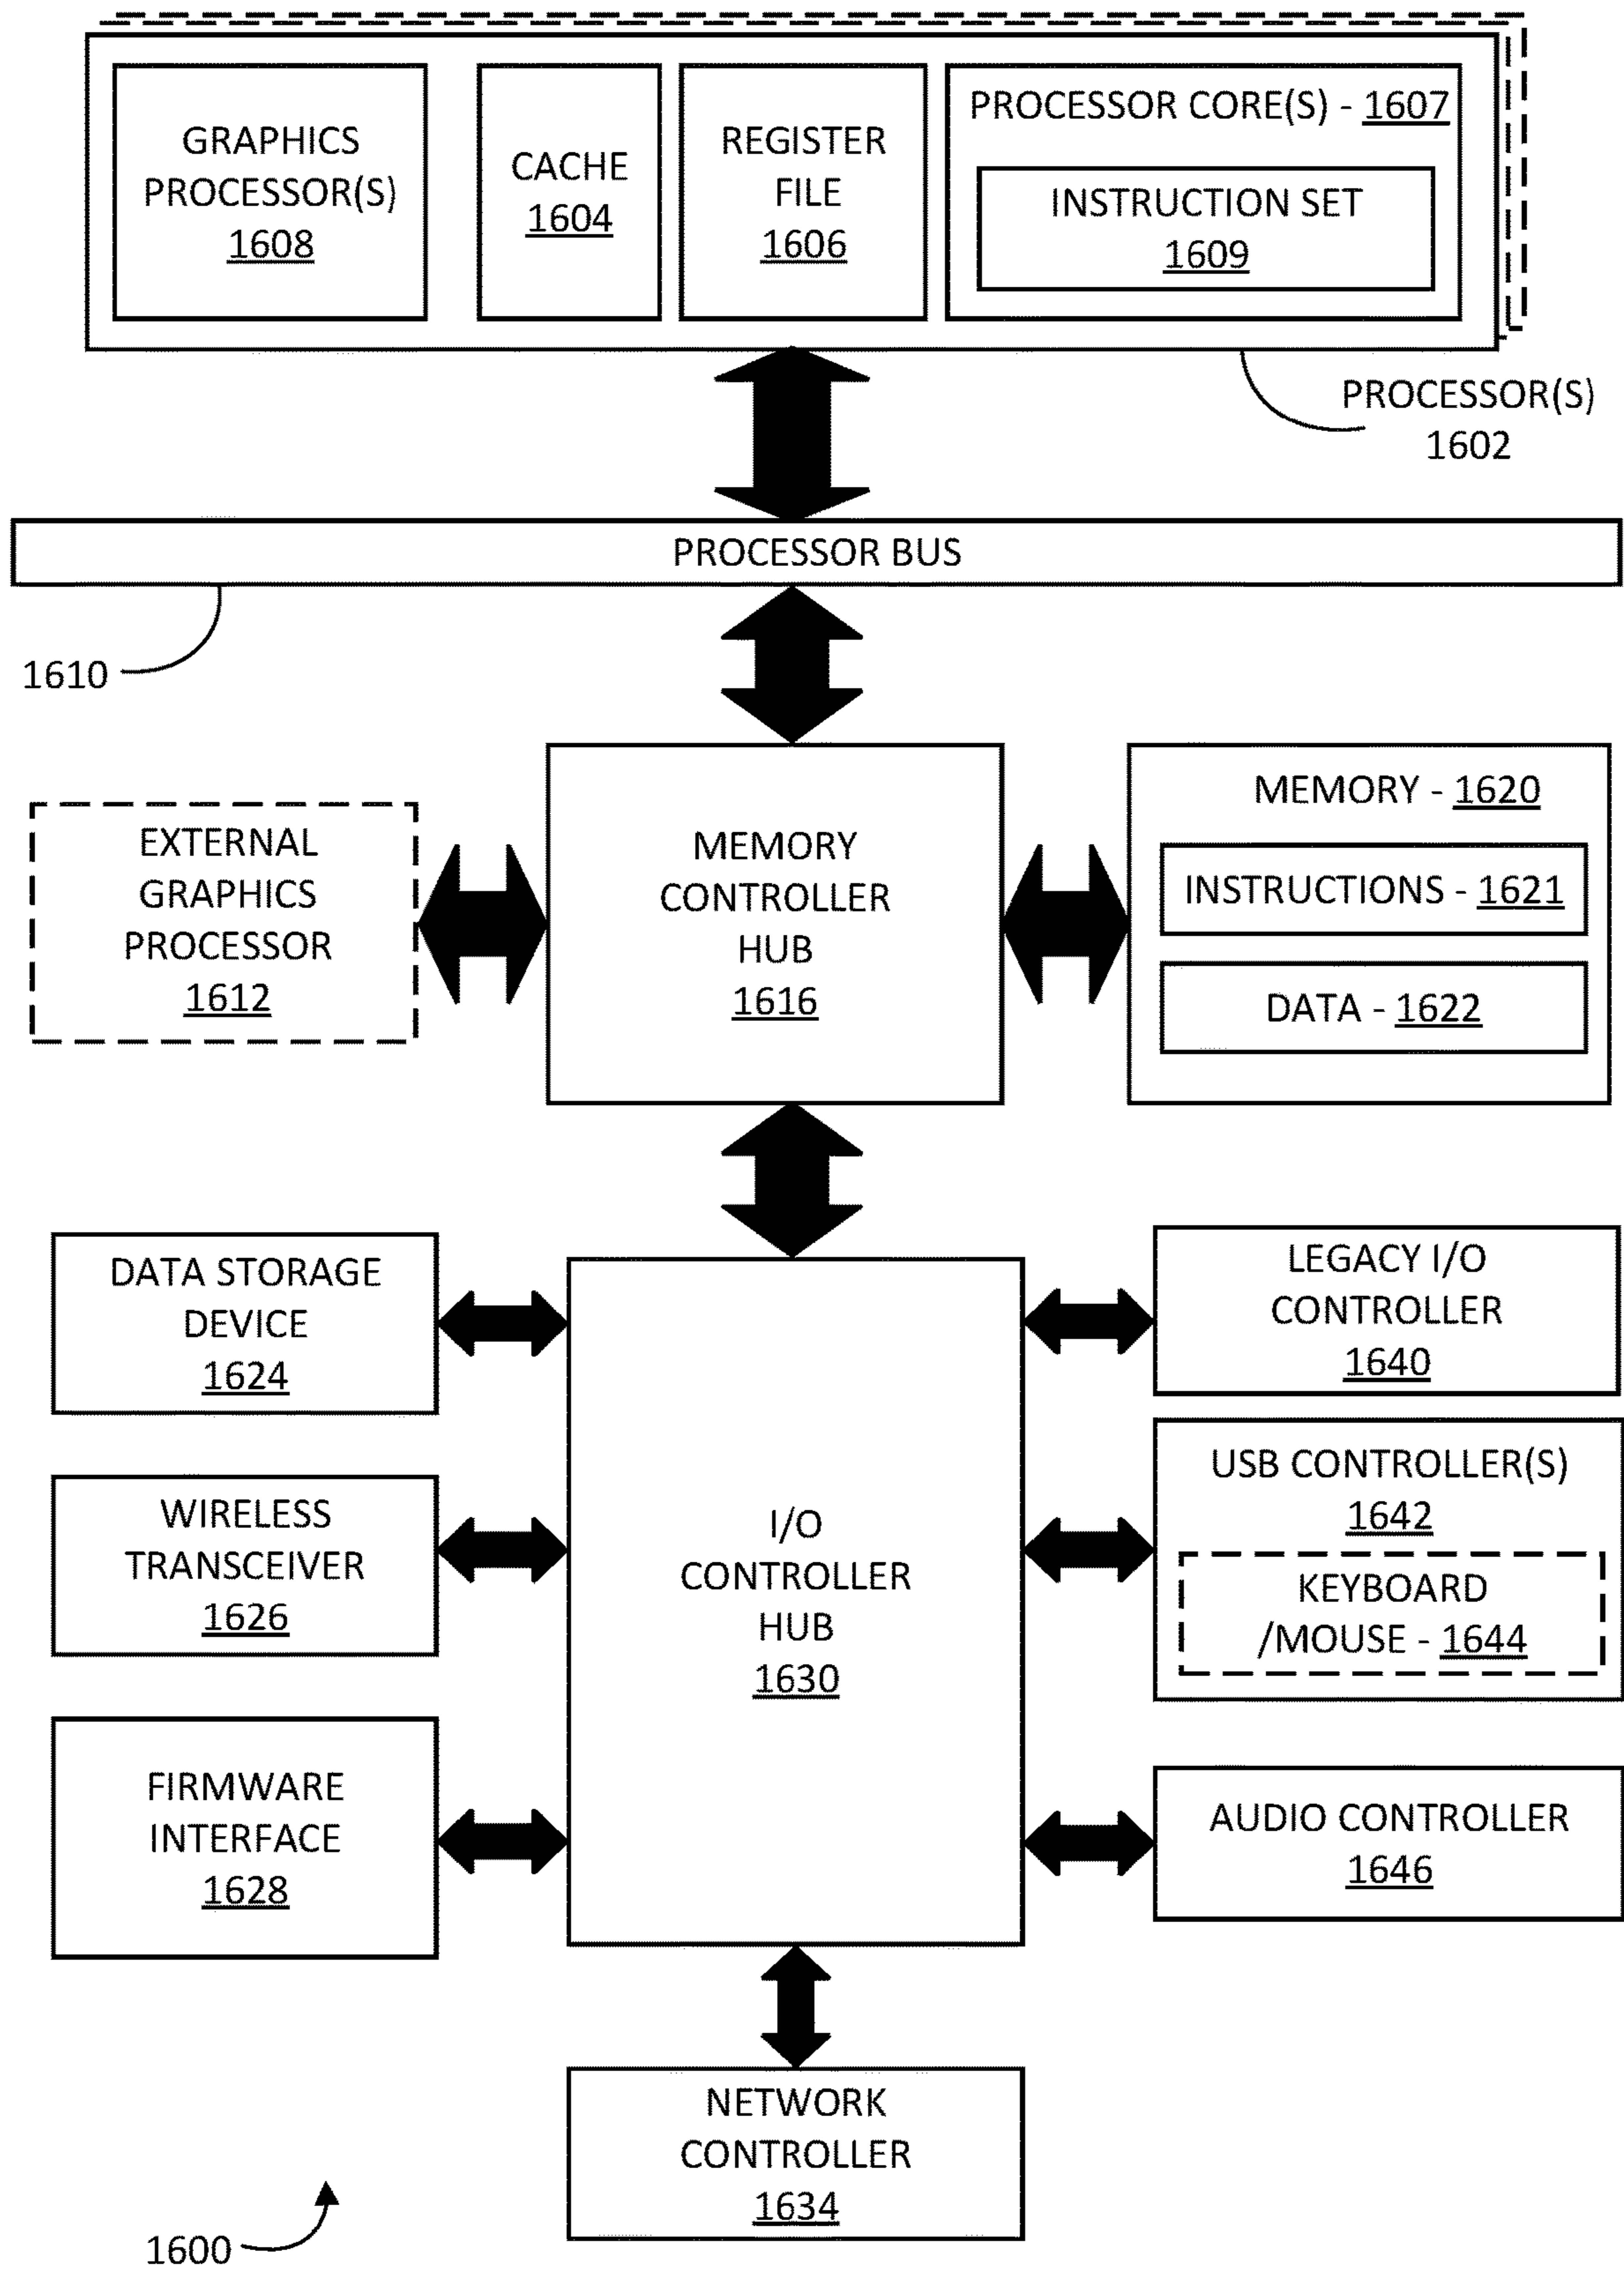 GRAPHICS
PROCESSOR(S)
1608
CACHE
1604
REGISTER
FILE
1606
PROCESSOR CORE(S) - 1607
INSTRUCTION SET
1609
PROCESSOR(S)
1602
PROCESSOR BUS
1610
EXTERNAL
GRAPHICS
PROCESSOR
1612
MEMORY
CONTROLLER
HUB
1616
MEMORY - 1620
INSTRUCTIONS - 1621
DATA - 1622
DATA STORAGE
DEVICE
1624
WIRELESS
TRANSCEIVER
1626
FIRMWARE
INTERFACE
1628
I/O
CONTROLLER
HUB
1630
LEGACY I/O
CONTROLLER
1640
USB CONTROLLER(S)
1642
KEYBOARD
/MOUSE - 1644
AUDIO CONTROLLER
1646
NETWORK
CONTROLLER
1634
1600